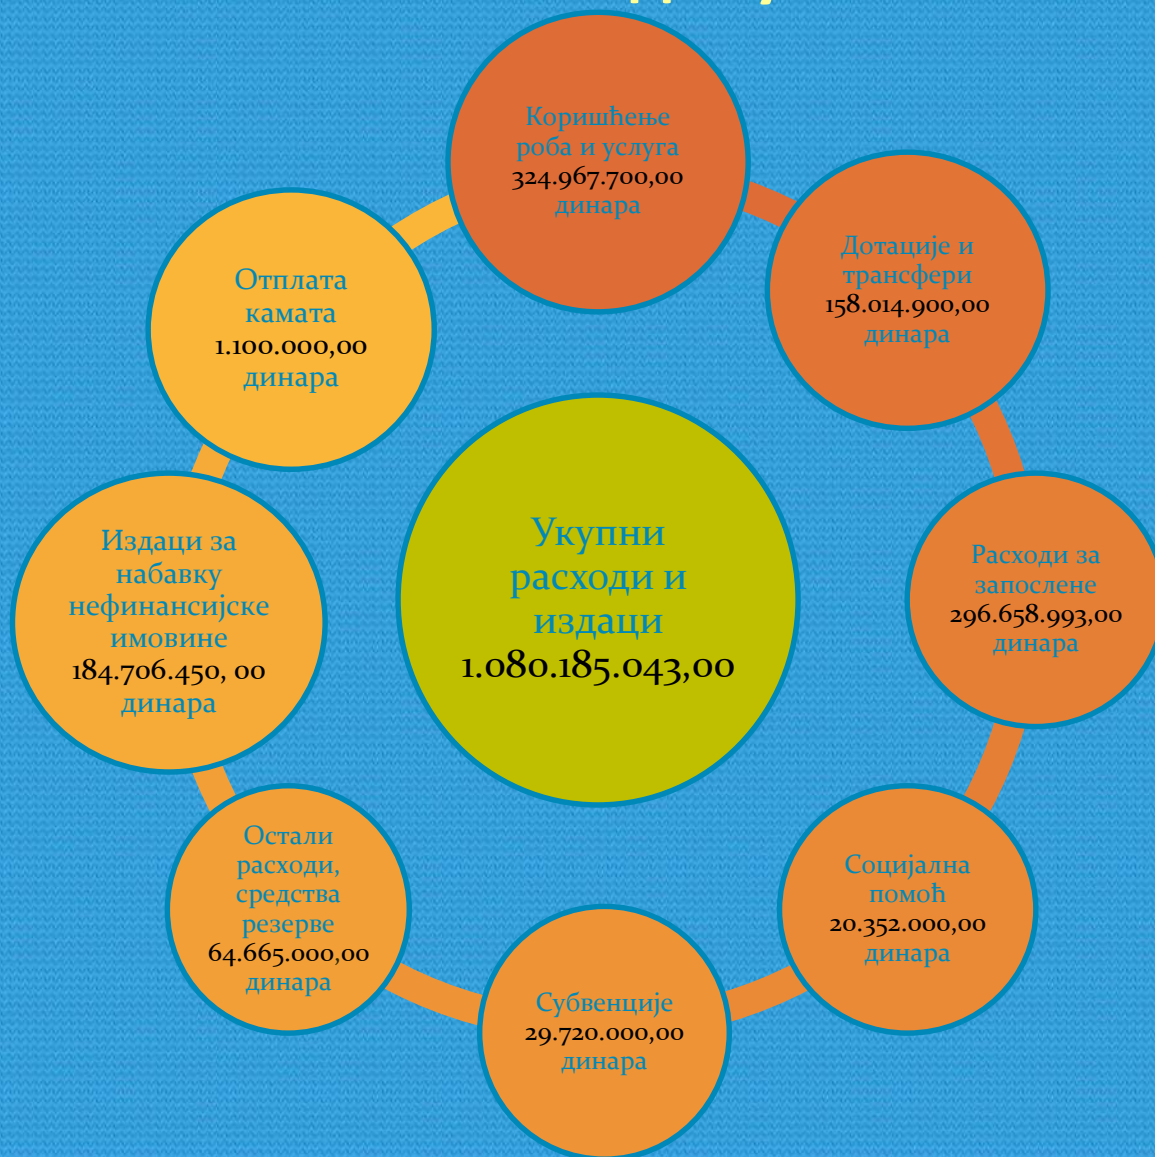 Коришћење
роба и услуга
324.967.700,00
динара
Дотације и
трансфери
158.014.900,00
динара
Расходи за
запослене
296.658.993,00
динара
Социјална
помоћ
20.352.000,00
динара
Субвенције
29.720.000,00
динара
Остали
расходи,
средства
резерве
64.665.000,00
динара
Издаци за
набавку
нефинансијске
имовине
184.706.450, 00
динара
Отплата
камата
1.100.000,00
динара
Укупни
расходи и
издаци
1.080.185.043,00